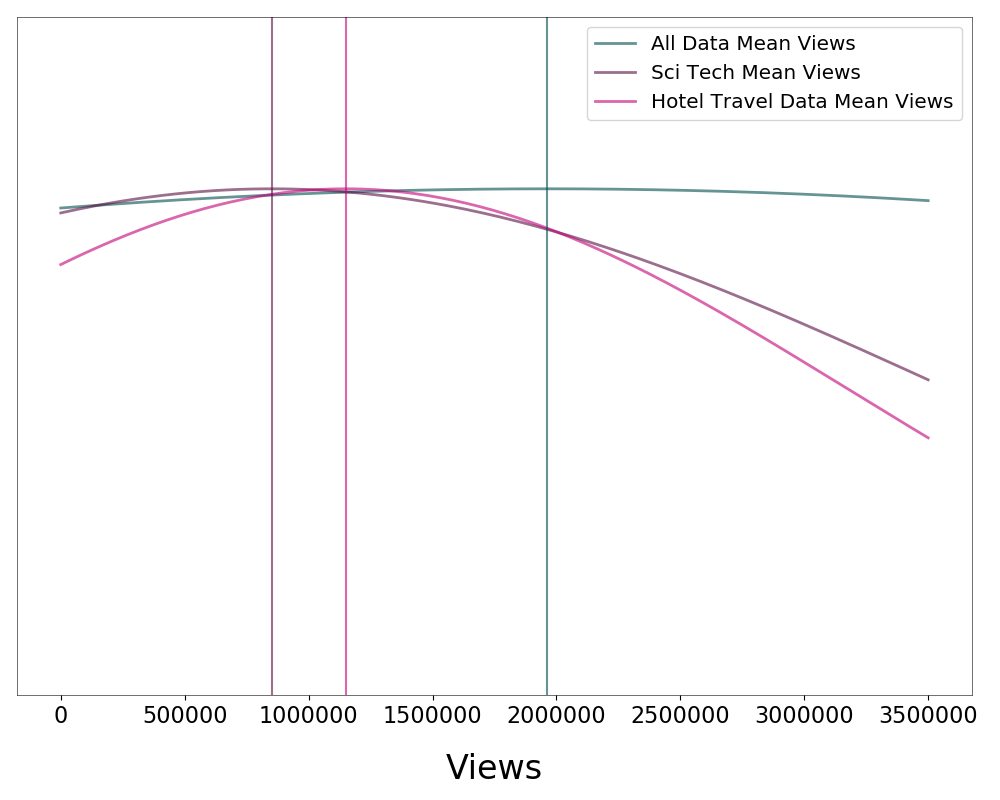 All Data Mean Views
Sci Tech Mean Views
Hotel Travel Data Mean Views
0 500000 1000000 1500000 2000000 2500000 3000000 3500000
Views